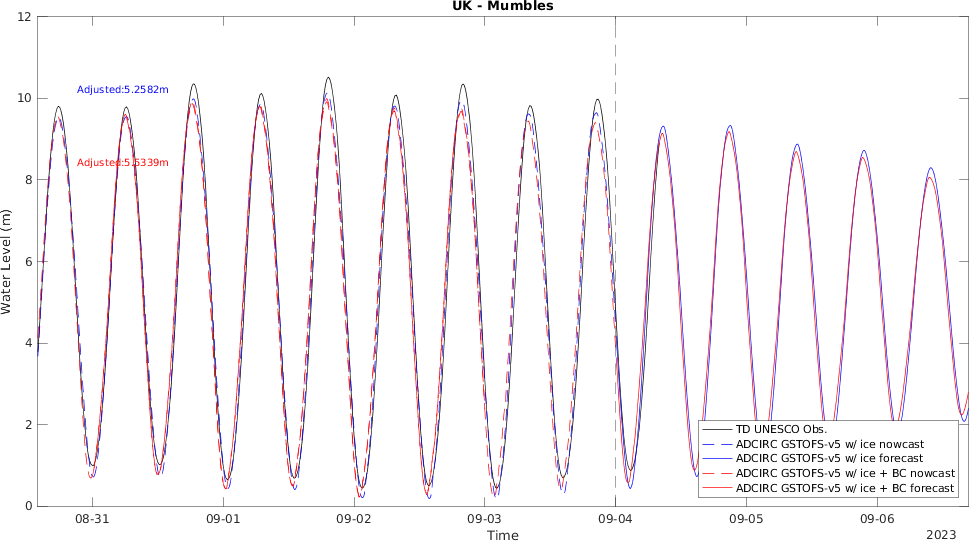 UK - Mumbles
12
10
8
6
4
2
0
Water Level (m)
Adjusted:5.2582m
Adjusted:5.5339m
TD UNESCO Obs.
ADCIRC GSTOFS-v5 w/ ice nowcast
ADCIRC GSTOFS-v5 w/ ice forecast
ADCIRC GSTOFS-v5 w/ ice + BC nowcast
ADCIRC GSTOFS-v5 w/ ice + BC forecast
08-31 09-01 09-02 09-03 09-04 09-05 09-06
Time
2023